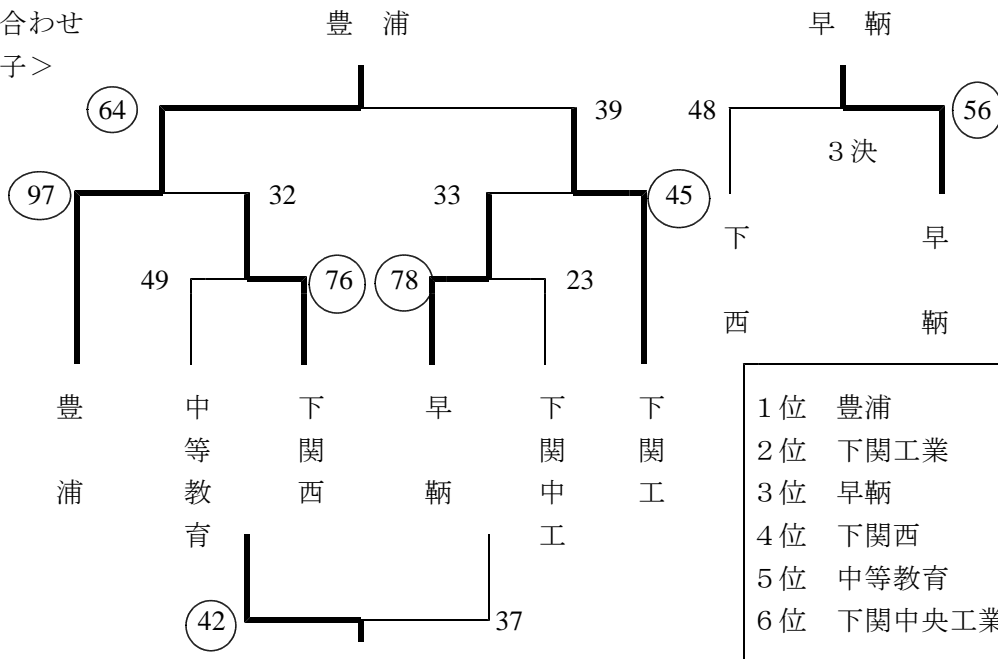 合わせ
子＞
豊 浦
早 鞆
64
39
48
56
3決
97
32
33
45
下西
早鞆
49
76
78
23
豊浦
中等教育
下関西
早鞆
下関中工
下関工
42
37
1位 豊浦
2位 下関工業
3位 早鞆
4位 下関西
5位 中等教育
6位 下関中央工業